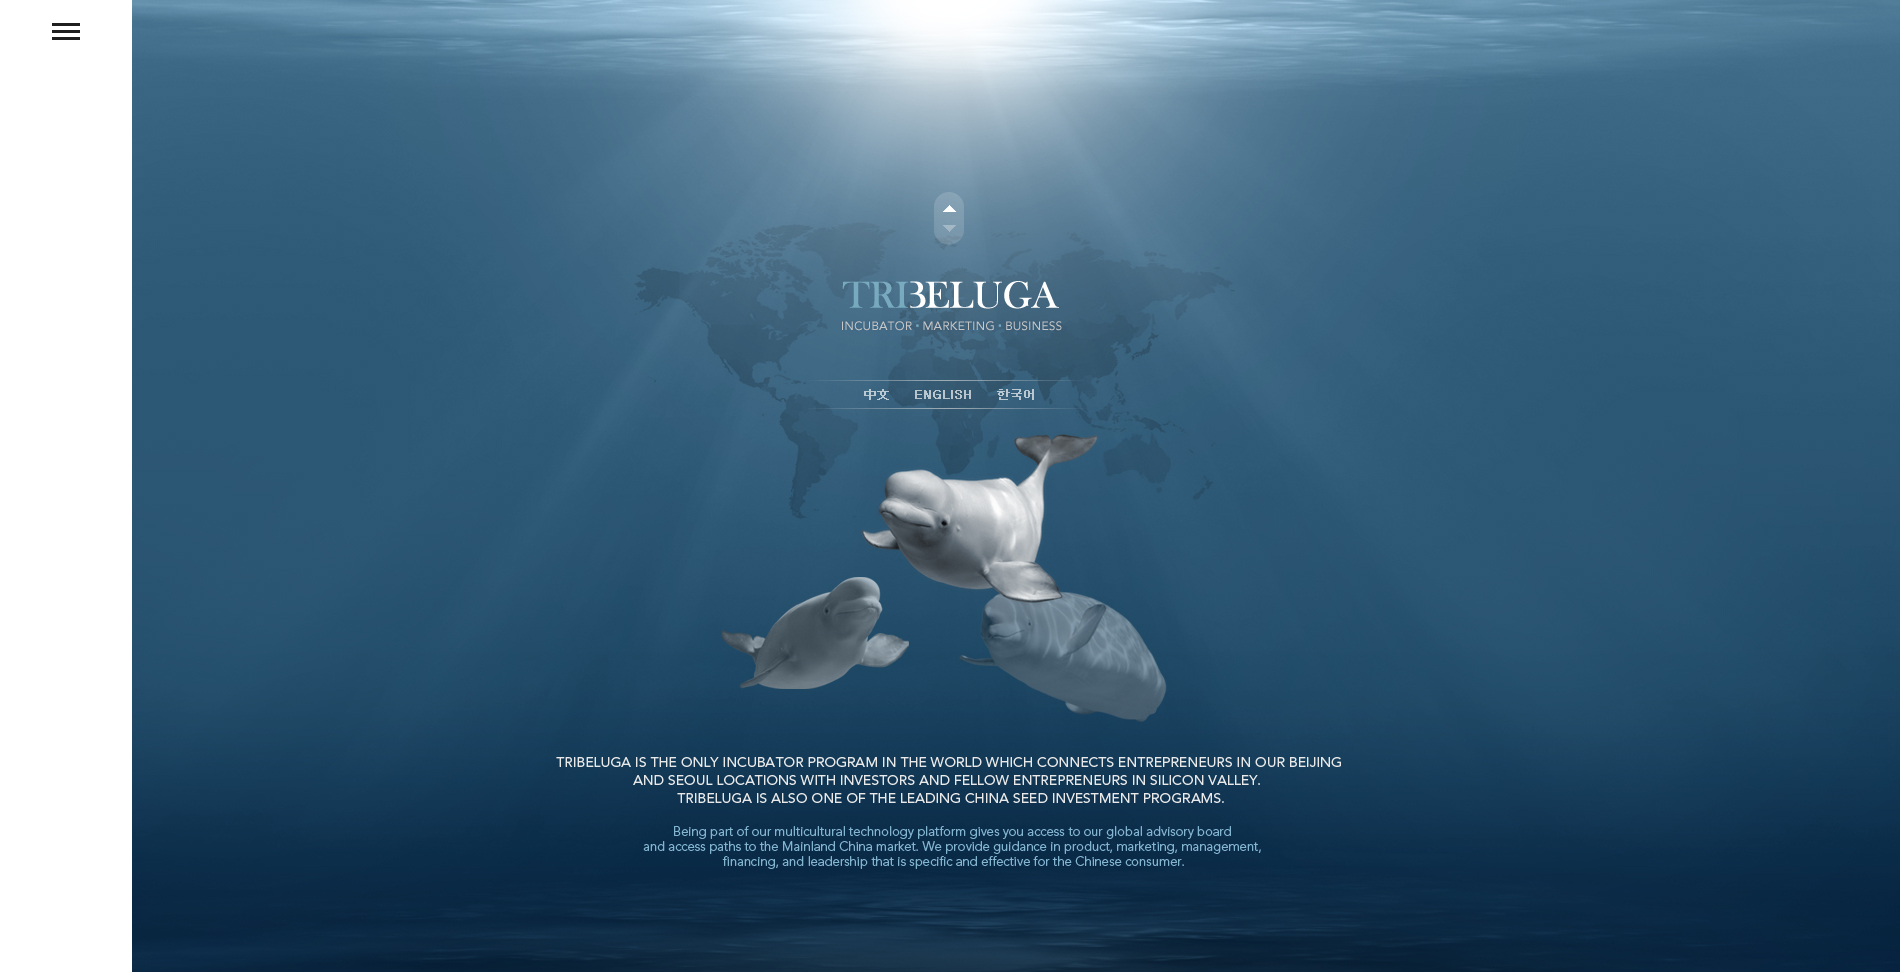 TRIBELUGA
INCUBATOR • MARKETING • BUSINESS
中文 ENGLISH 한국어
TRIBELUGA IS THE ONLY INCUBATOR PROGRAM IN THE WORLD WHICH CONNECTS ENTREPRENEURS IN OUR BEIJING
AND SEOUL LOCATIONS WITH INVESTORS AND FELLOW ENTREPRENEURS IN SILICON VALLEY.
TRIBELUGA IS ALSO ONE OF THE LEADING CHINA SEED INVESTMENT PROGRAMS.
Being part of our multicultural technology platform gives you access to our global advisory board
and access paths to the Mainland China market. We provide guidance in product, marketing, management,
financing, and leadership that is specific and effective for the Chinese consumer.